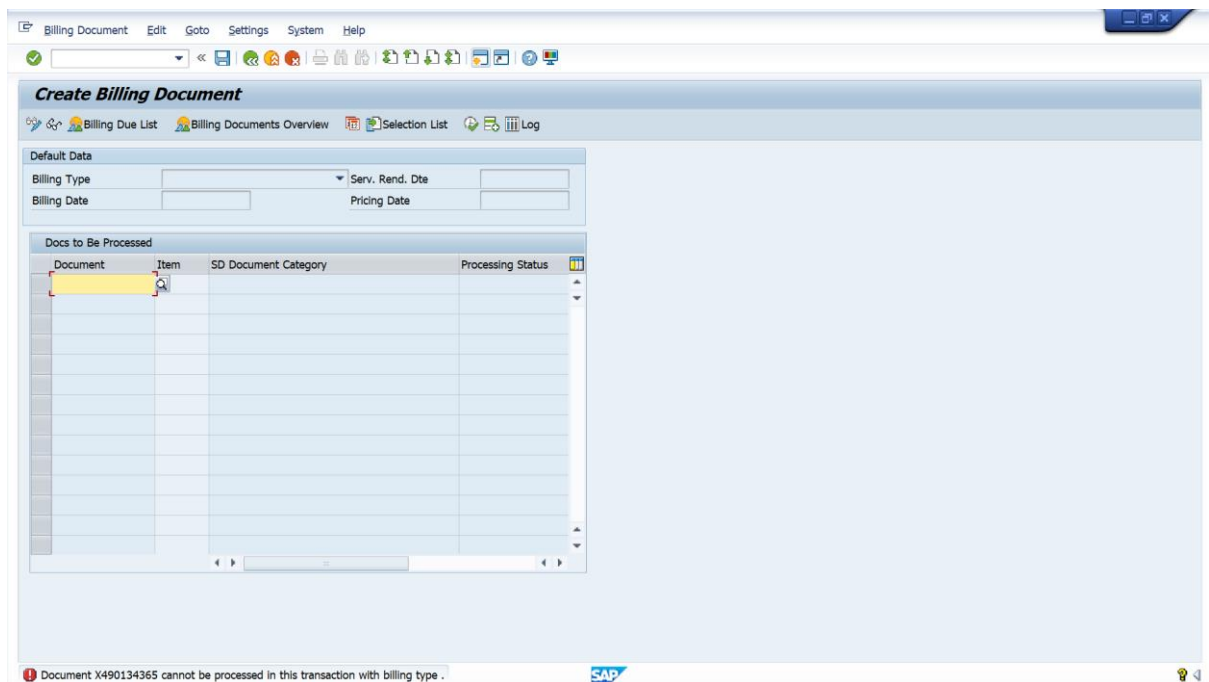 Billing Document Edit Goto Settings System Help
Create Billing Document
Billing Due List Billing Documents Overview Selection List Log
Default Data
Billing Type Serv. Rend. Dte
Billing Date Pricing Date
Docs to Be Processed
Document Item SD Document Category Processing Status
Document X490134365 cannot be processed in this transaction with billing type . SAP